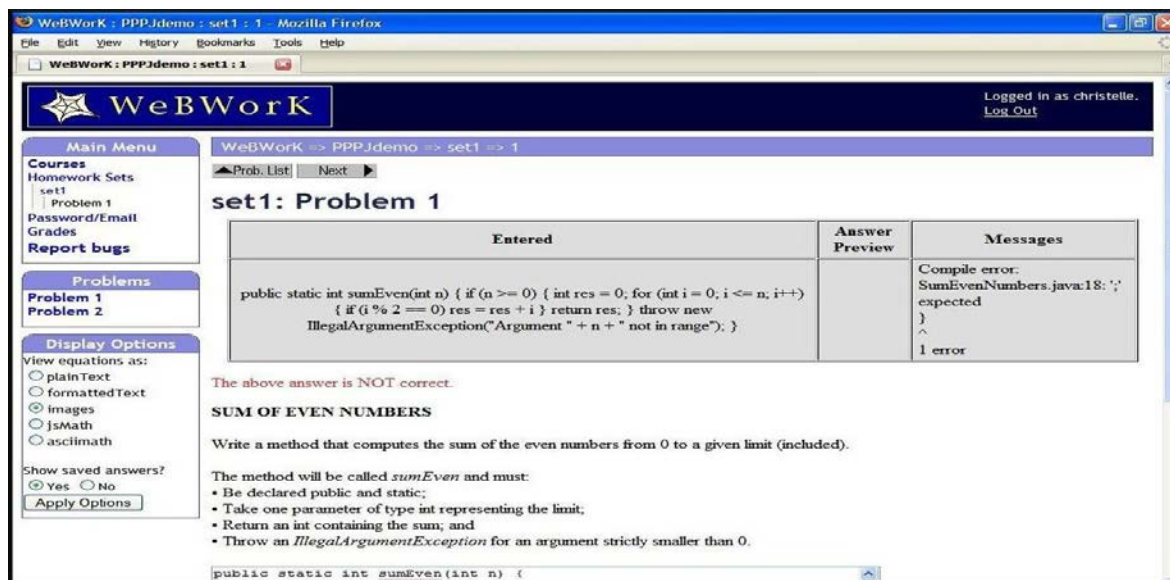 WeBWorK : PPPJdemo : set1 : 1 - Mozilla Firefox
File Edit View History Bookmarks Tools Help
WeBWorK : PPPJdemo : set1 : 1
WeBWorK
Logged in as christelle.
Log Out
Main Menu
Courses
Homework Sets
set1
Problem 1
Password/Email
Grades
Report bugs
Problems
Problem 1
Problem 2
Display Options
View equations as:
plainText
formattedText
images
jsMath
asciimath
Show saved answers?
Yes No
Apply Options
WeBWorK => PPPJdemo => set1 => 1
Prob. List Next
set1: Problem 1
Entered
Answer
Preview
Messages
public static int sumEven(int n) { if (n >= 0) { int res = 0; for (int i = 0; i <= n; i++)
{ if (i % 2 == 0) res = res + i } return res; } throw new
IllegalArgumentException("Argument " + n + " not in range"); }
Compile error:
SumEvenNumbers.java:18: ';'
expected
}
^
1 error
The above answer is NOT correct.
SUM OF EVEN NUMBERS
Write a method that computes the sum of the even numbers from 0 to a given limit (included).
The method will be called sumEven and must:
• Be declared public and static;
• Take one parameter of type int representing the limit;
• Return an int containing the sum; and
• Throw an IllegalArgumentException for an argument strictly smaller than 0.
public static int sumEven(int n) {